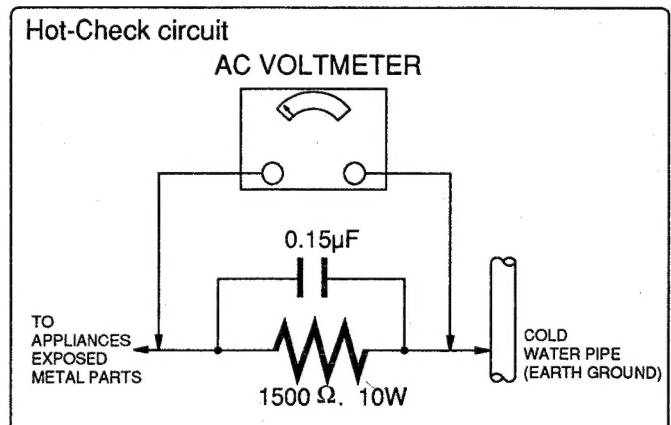 Hot-Check circuit
AC VOLTMETER
0.15µF
TO
APPLIANCES
EXPOSED
METAL PARTS
COLD
WATER PIPE
(EARTH GROUND)
1500 Ω. 10W